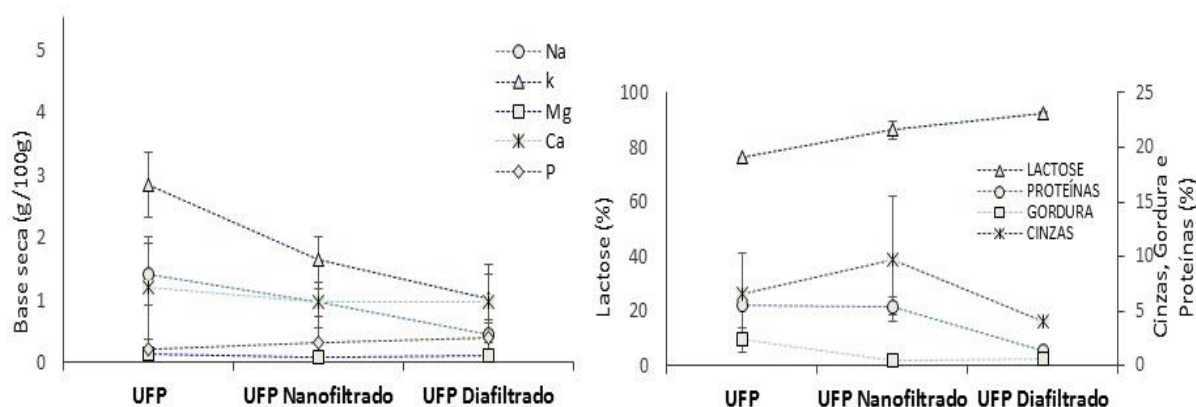 5
4
3
2
1
0
Base seca (g/100g)
Na
k
Mg
Ca
P
UFP
UFP Nanofiltrado
UFP Diafiltrado
100
80
60
40
20
0
Lactose (%)
25
20
15
10
5
0
Cinzas, Gordura e
Proteínas (%)
LACTOSE
PROTEÍNAS
GORDURA
CINZAS
UFP
UFP Nanofiltrado
UFP Diafiltrado